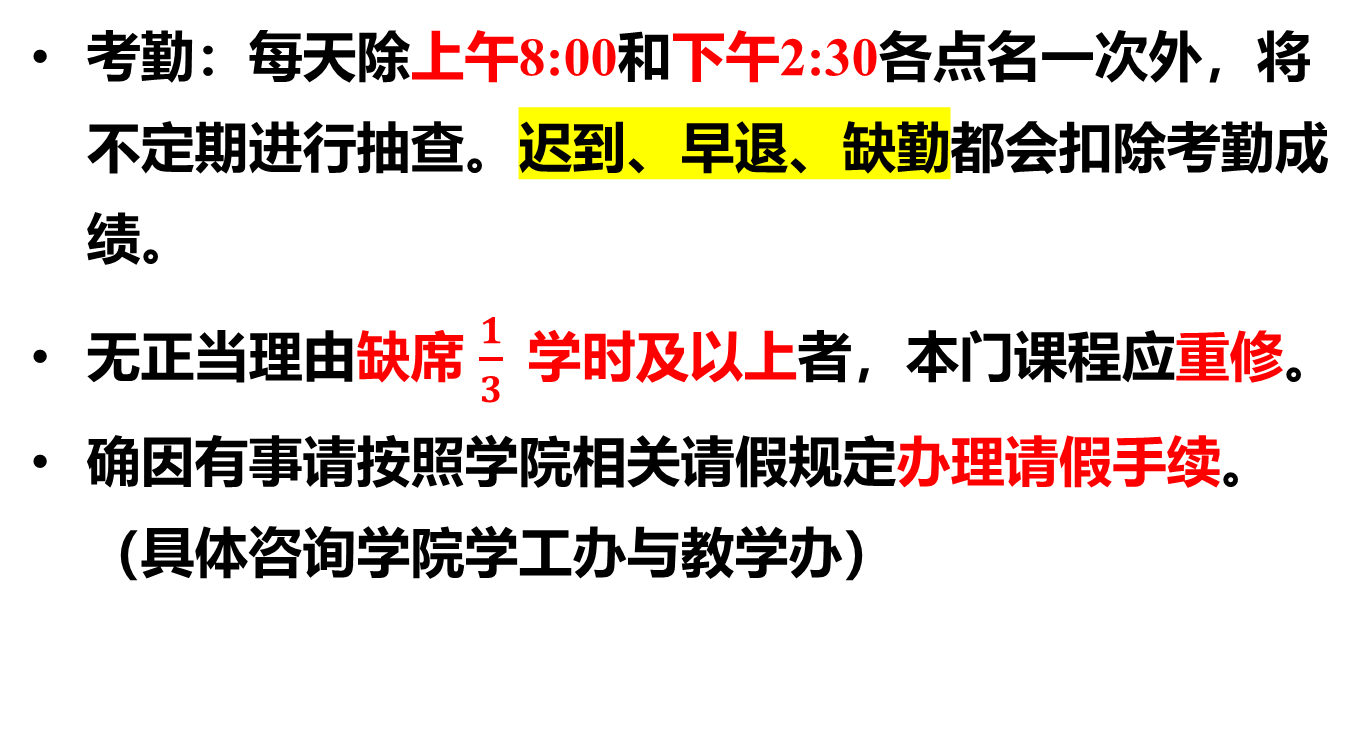 • 考勤：每天除上午8:00和下午2:30各点名一次外，将
不定期进行抽查。迟到、早退、缺勤都会扣除考勤成
绩。
• 无正当理由缺席 1/3 学时及以上者，本门课程应重修。
• 确因有事请按照学院相关请假规定办理请假手续。
（具体咨询学院学工办与教学办）